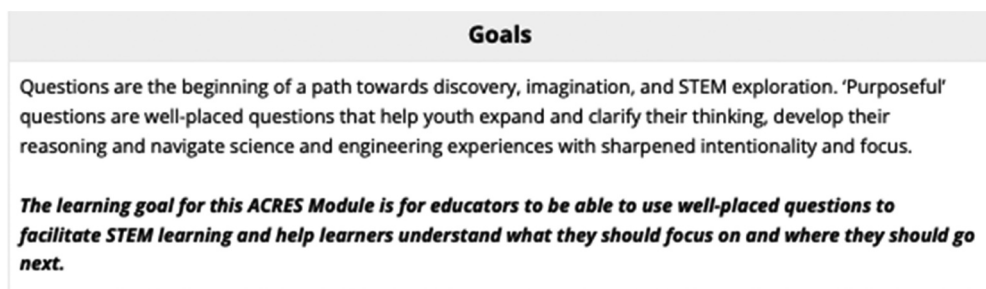 Goals
Questions are the beginning of a path towards discovery, imagination, and STEM exploration. ‘Purposeful’
questions are well-placed questions that help youth expand and clarify their thinking, develop their
reasoning and navigate science and engineering experiences with sharpened intentionality and focus.
The learning goal for this ACRES Module is for educators to be able to use well-placed questions to
facilitate STEM learning and help learners understand what they should focus on and where they should go
next.